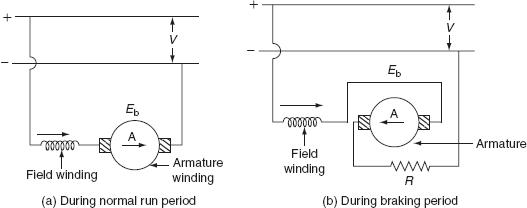 +
V
−
E_b
A
Field winding
Armature
winding
(a) During normal run period
+
V
−
E_b
A
Field
winding
Armature
R
(b) During braking period